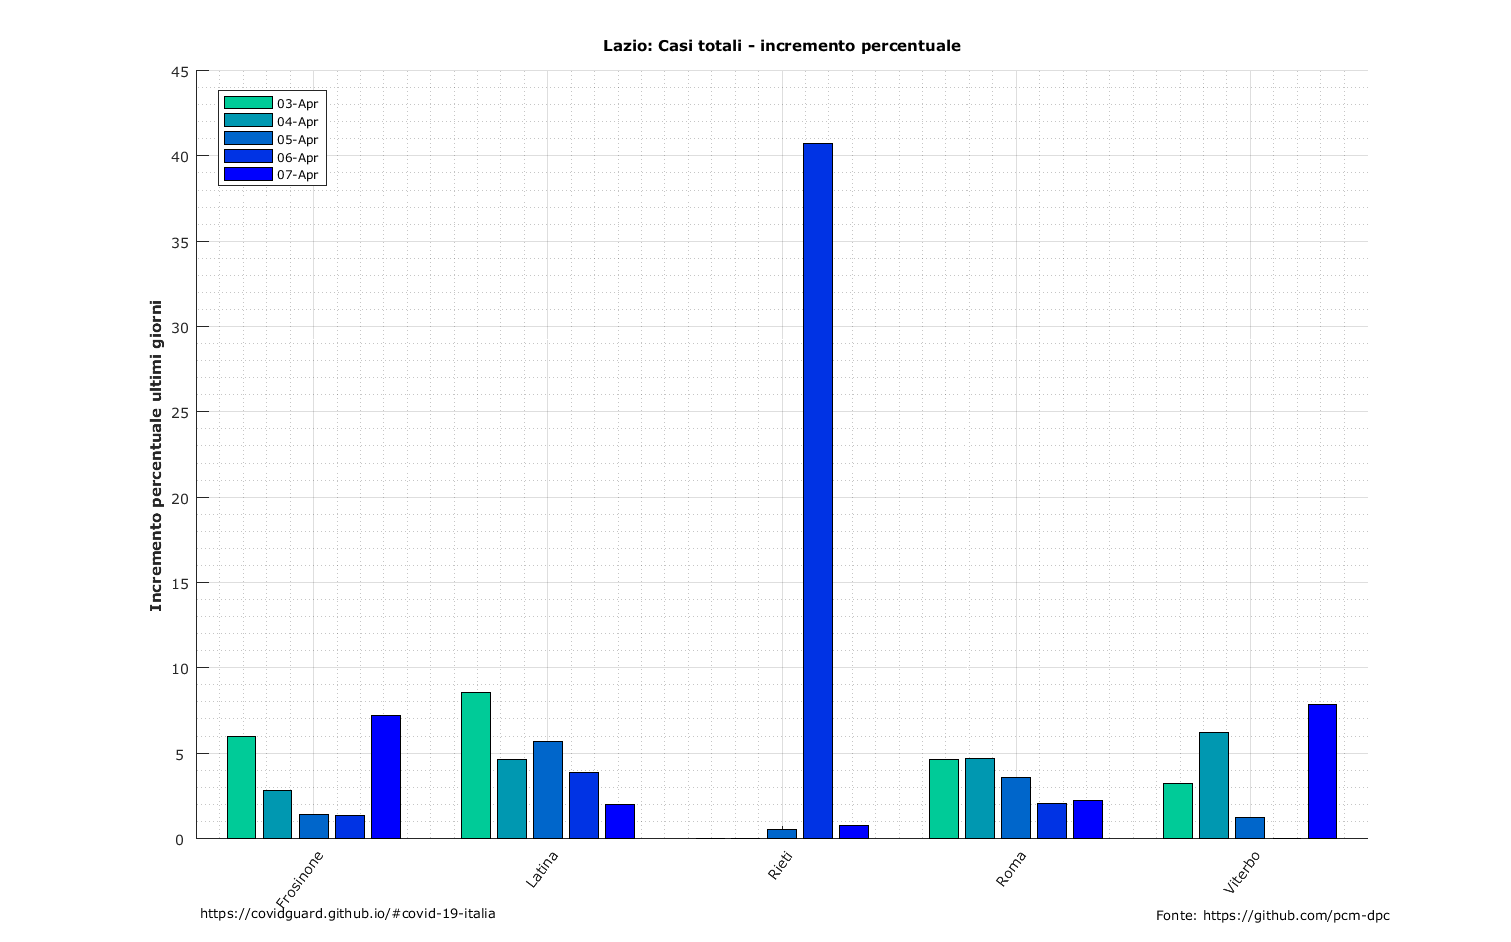 Lazio: Casi totali - incremento percentuale
45
40
35
30
25
20
15
10
5
0
Incremento percentuale ultimi giorni
03-Apr
04-Apr
05-Apr
06-Apr
07-Apr
Frosinone
Latina
Rieti
Roma
Viterbo
https://covidguard.github.io/#covid-19-italia
Fonte: https://github.com/pcm-dpc